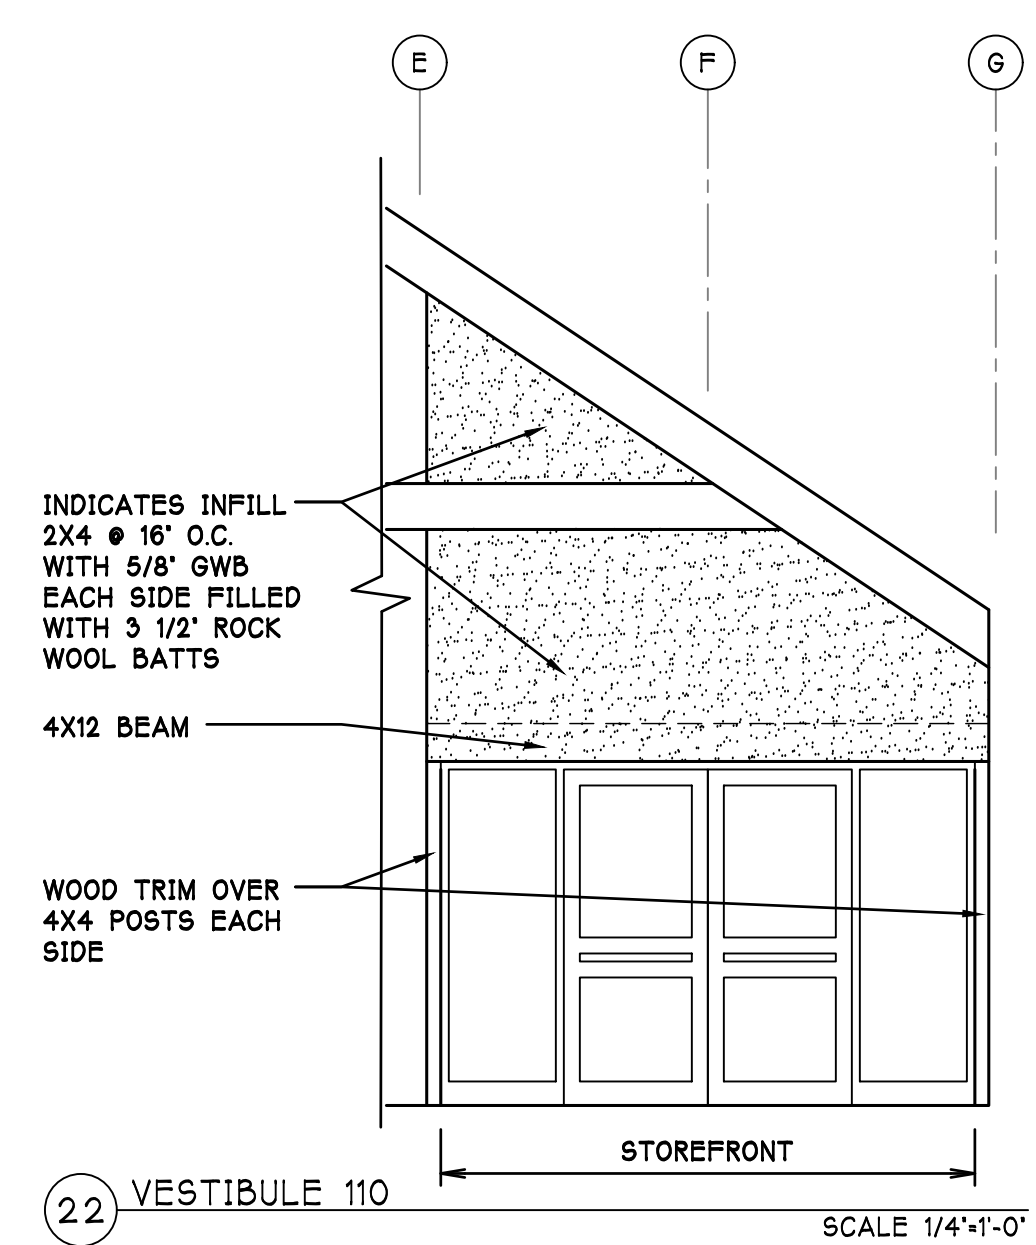 E
F
G
INDICATES INFILL
2X4 @ 16" O.C.
WITH 5/8" GWB
EACH SIDE FILLED
WITH 3 1/2" ROCK
WOOL BATTS
4X12 BEAM
WOOD TRIM OVER
4X4 POSTS EACH
SIDE
STOREFRONT
22 VESTIBULE 110
SCALE 1/4"=1'-0"